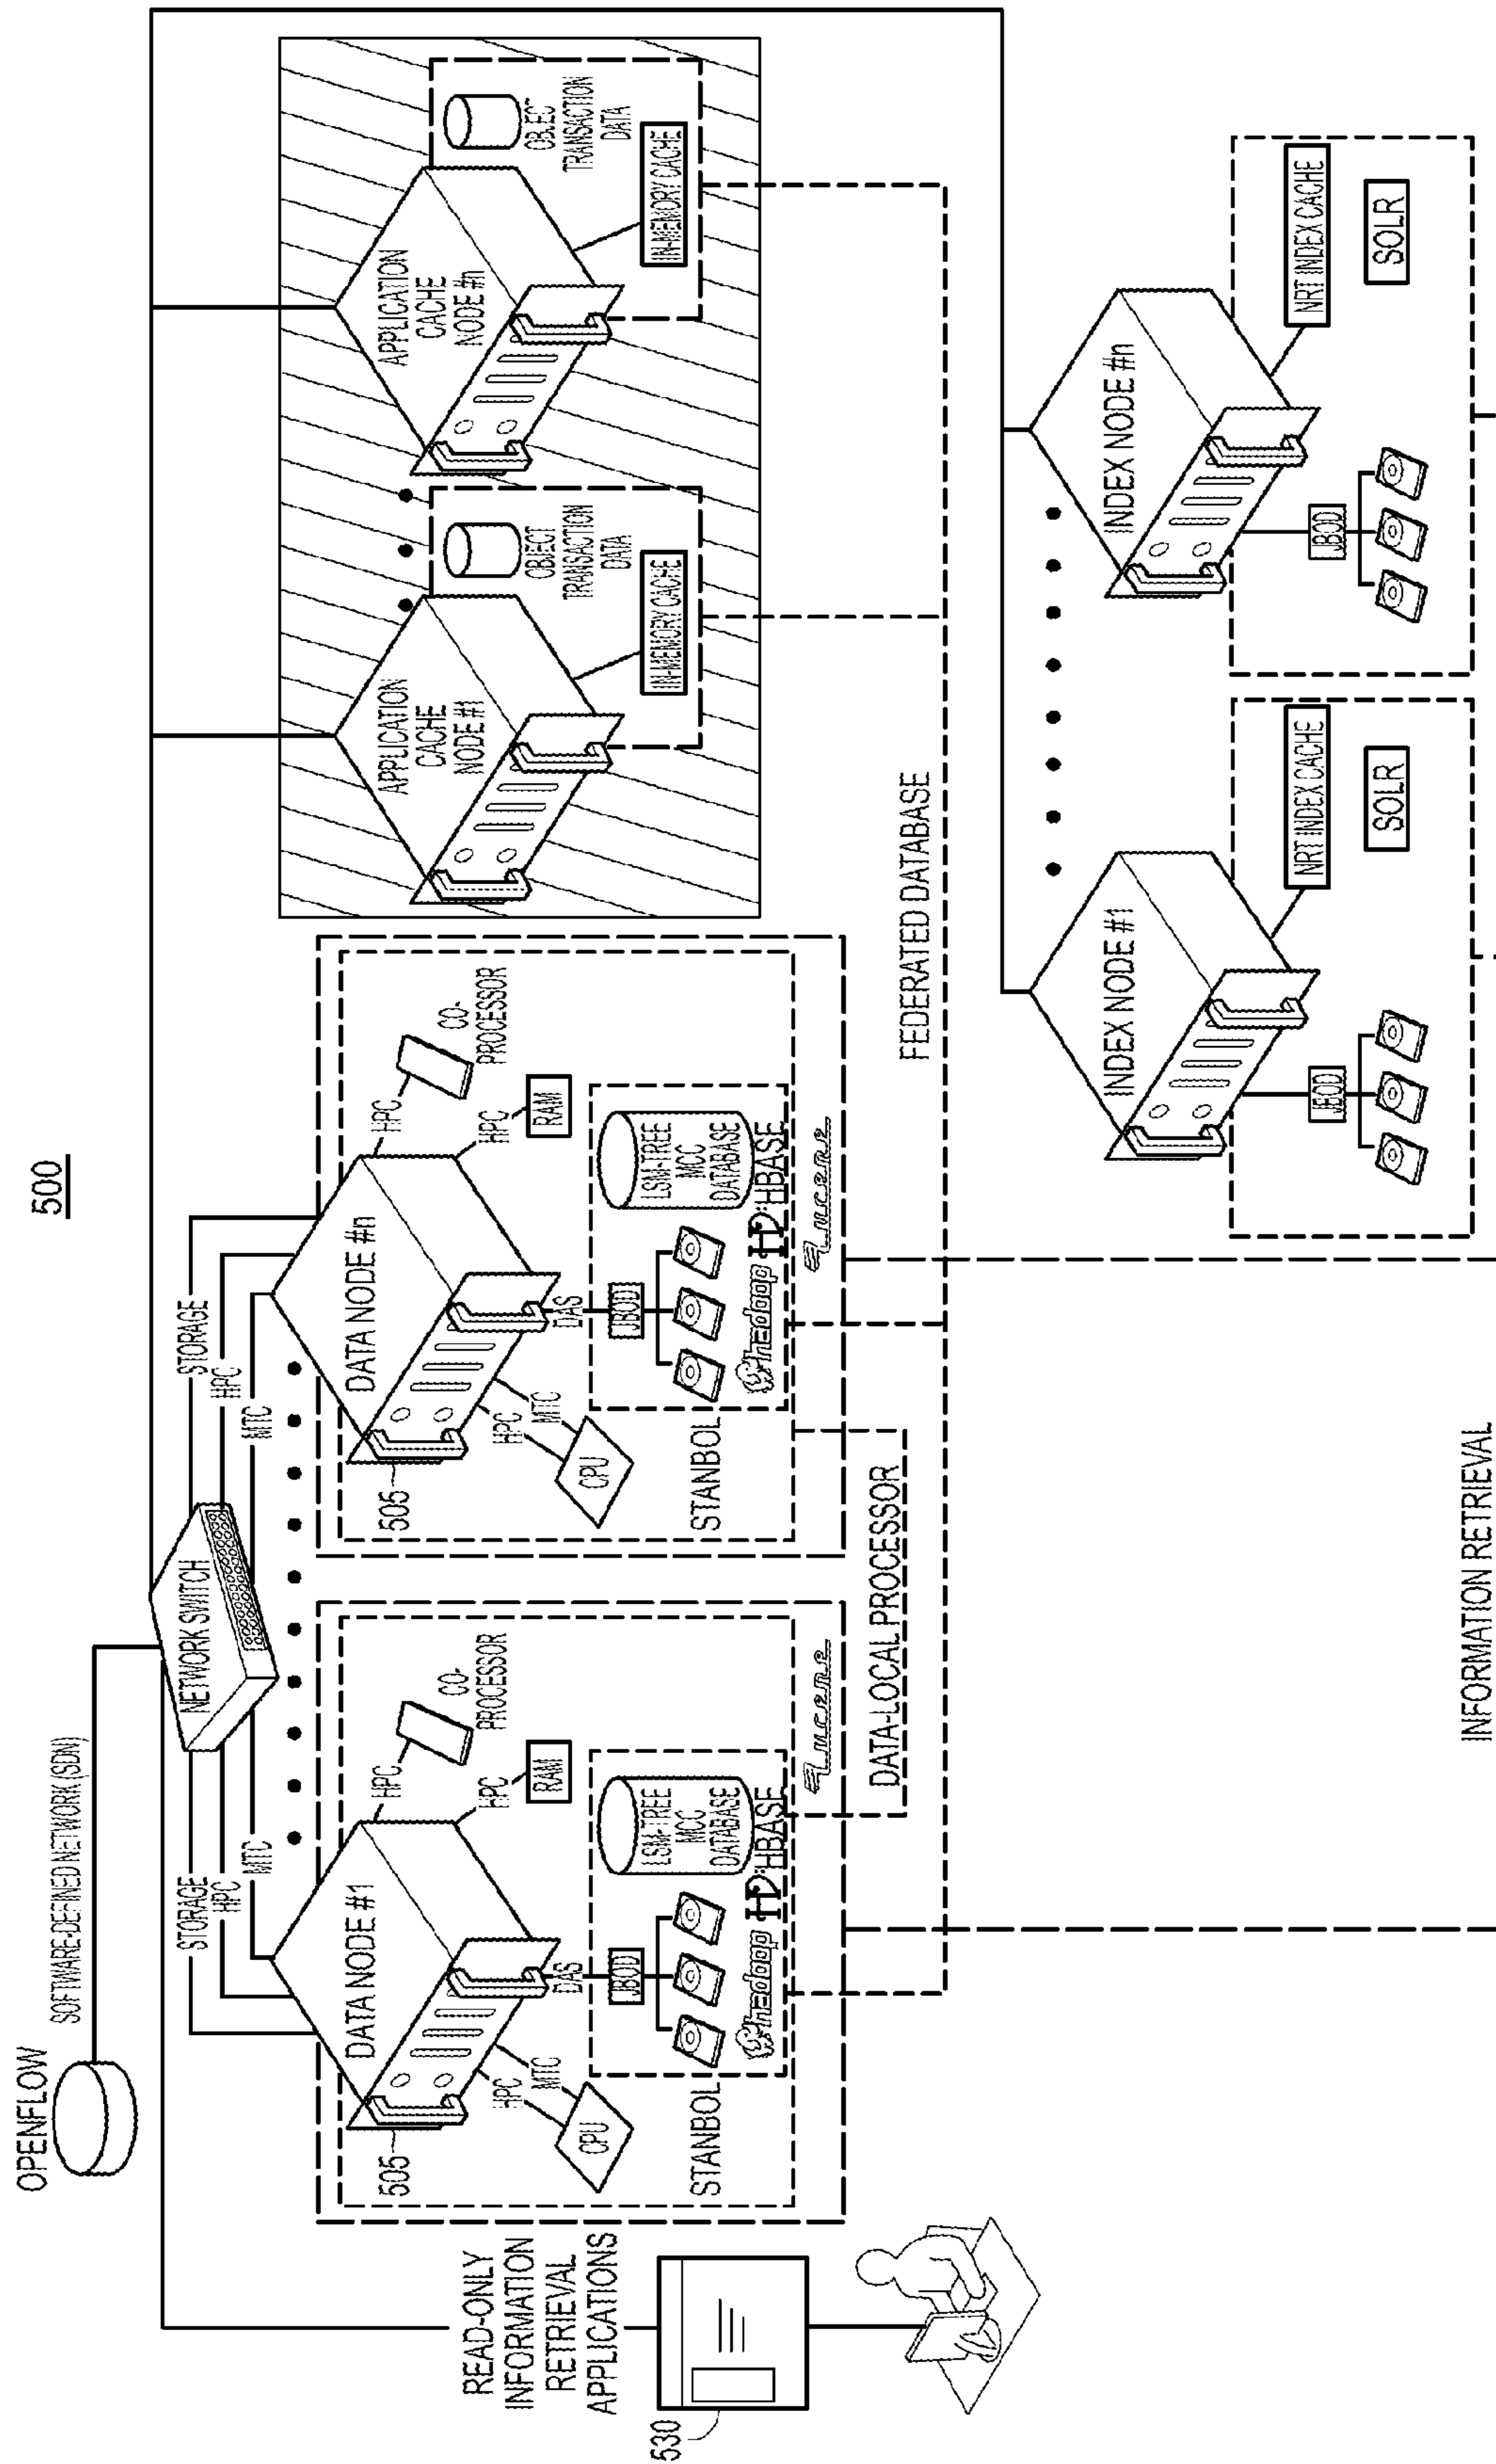 500
OPENFLOW
SOFTWARE-DEFINED NETWORK (SDN)
NETWORK SWITCH
STORAGE
HPC
MTC
STORAGE
HPC
MTC
READ-ONLY
INFORMATION
RETRIEVAL
APPLICATIONS
530
DATA NODE #1
505
HPC
CO-
PROCESSOR
HPC
RAM
HPC
MTC
CPU
DAS
JBOD
LSM-TREE
MCC
DATABASE
hadoop
HBASE
STANBOL
Lucene
DATA NODE #n
505
HPC
CO-
PROCESSOR
HPC
RAM
HPC
MTC
CPU
DAS
JBOD
LSM-TREE
MCC
DATABASE
hadoop
HBASE
STANBOL
Lucene
DATA-LOCAL PROCESSOR
APPLICATION
CACHE
NODE #1
OBJECT
TRANSACTION
DATA
IN-MEMORY CACHE
APPLICATION
CACHE
NODE #n
OBJECT
TRANSACTION
DATA
IN-MEMORY CACHE
FEDERATED DATABASE
INDEX NODE #1
JBOD
NRT INDEX CACHE
SOLR
INDEX NODE #n
JBOD
NRT INDEX CACHE
SOLR
INFORMATION RETRIEVAL